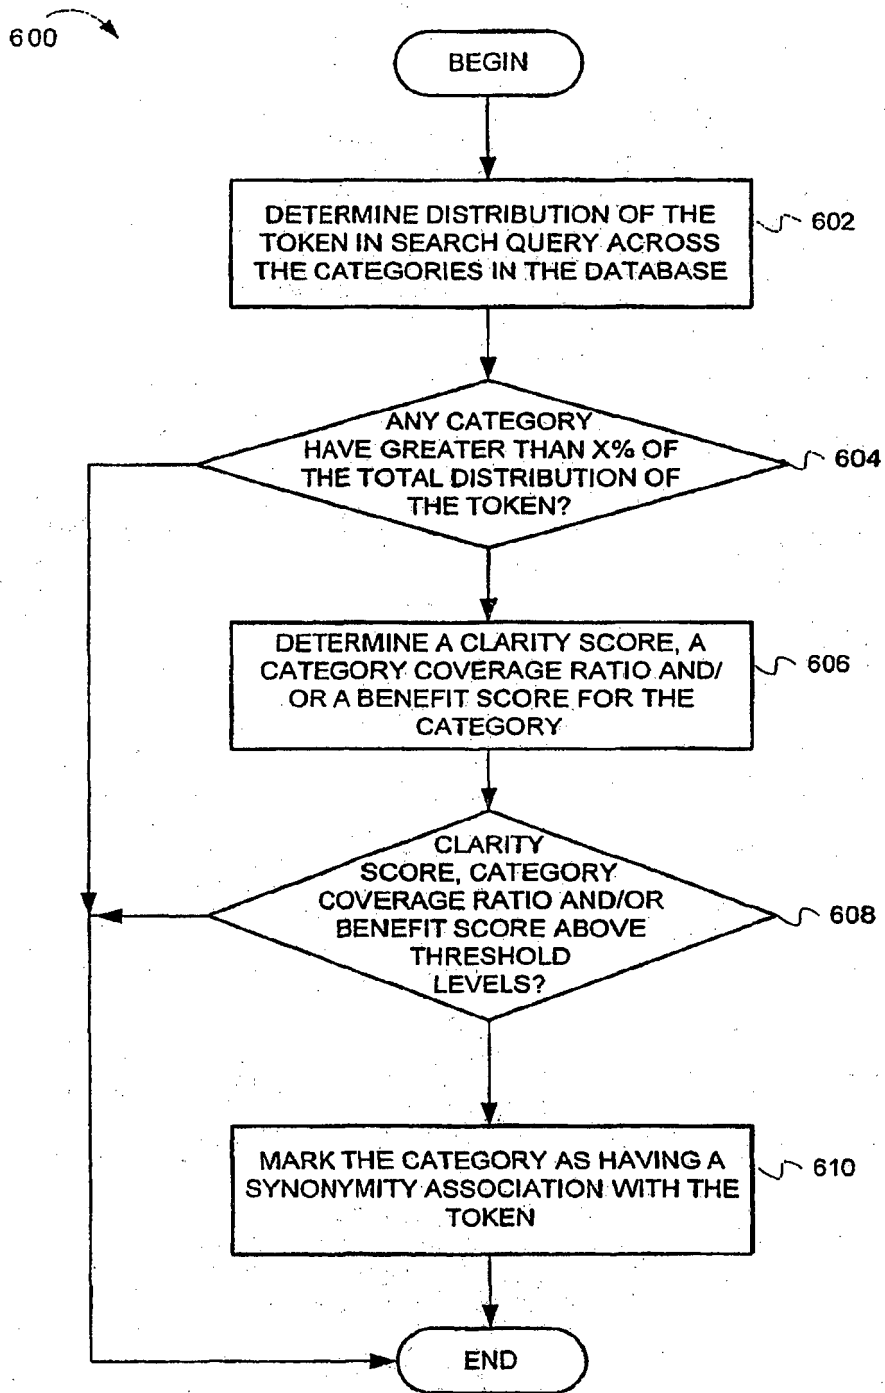 600
BEGIN
DETERMINE DISTRIBUTION OF THE
TOKEN IN SEARCH QUERY ACROSS
THE CATEGORIES IN THE DATABASE
602
ANY CATEGORY
HAVE GREATER THAN X% OF
THE TOTAL DISTRIBUTION OF
THE TOKEN?
604
DETERMINE A CLARITY SCORE, A
CATEGORY COVERAGE RATIO AND/
OR A BENEFIT SCORE FOR THE
CATEGORY
606
CLARITY
SCORE, CATEGORY
COVERAGE RATIO AND/OR
BENEFIT SCORE ABOVE
THRESHOLD
LEVELS?
608
MARK THE CATEGORY AS HAVING A
SYNONYMITY ASSOCIATION WITH THE
TOKEN
610
END